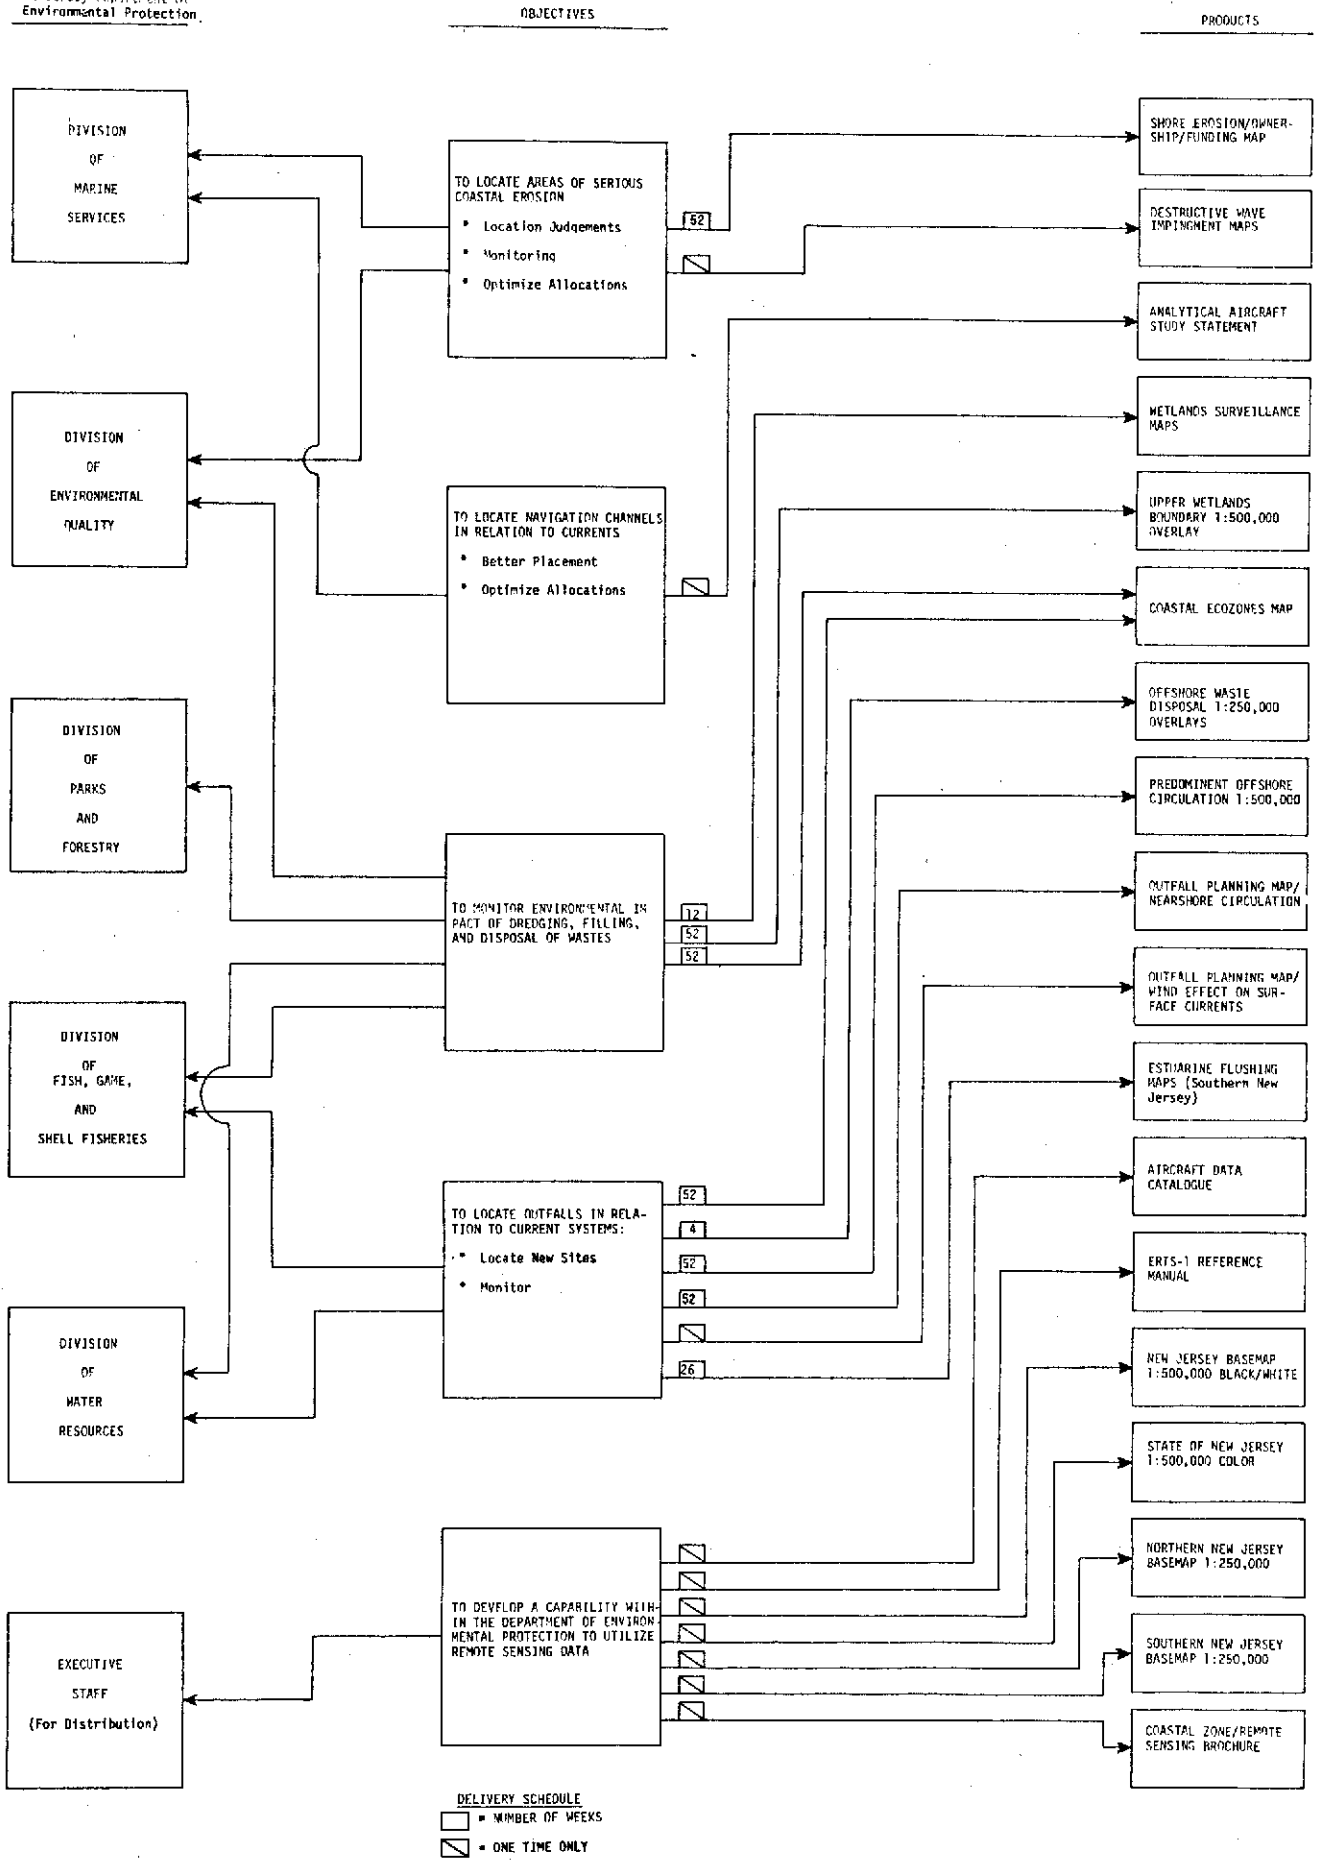 Environmental Protection
OBJECTIVES
PRODUCTS
DIVISION
OF
MARINE
SERVICES
DIVISION
OF
ENVIRONMENTAL
QUALITY
DIVISION
OF
PARKS
AND
FORESTRY
DIVISION
OF
FISH, GAME,
AND
SHELL FISHERIES
DIVISION
OF
WATER
RESOURCES
EXECUTIVE
STAFF
(For Distribution)
TO LOCATE AREAS OF SERIOUS
COASTAL EROSION
* Location Judgements
* Monitoring
* Optimize Allocations
52
TO LOCATE NAVIGATION CHANNELS
IN RELATION TO CURRENTS
* Better Placement
* Optimize Allocations
TO MONITOR ENVIRONMENTAL IM
PACT OF DREDGING, FILLING,
AND DISPOSAL OF WASTES
12
52
52
TO LOCATE OUTFALLS IN RELA-
TION TO CURRENT SYSTEMS:
* Locate New Sites
* Monitor
52
4
52
52
26
TO DEVELOP A CAPABILITY WITH-
IN THE DEPARTMENT OF ENVIRON-
MENTAL PROTECTION TO UTILIZE
REMOTE SENSING DATA
SHORE EROSION/OWNER-
SHIP/FUNDING MAP
DESTRUCTIVE WAVE
IMPINGMENT MAPS
ANALYTICAL AIRCRAFT
STUDY STATEMENT
WETLANDS SURVEILLANCE
MAPS
UPPER WETLANDS
BOUNDARY 1:500,000
OVERLAY
COASTAL ECOZONES MAP
OFFSHORE WASTE
DISPOSAL 1:250,000
OVERLAYS
PREDOMINENT OFFSHORE
CIRCULATION 1:500,000
OUTFALL PLANNING MAP/
NEARSHORE CIRCULATION
OUTFALL PLANNING MAP/
WIND EFFECT ON SUR-
FACE CURRENTS
ESTUARINE FLUSHING
MAPS (Southern New
Jersey)
AIRCRAFT DATA
CATALOGUE
ERTS-1 REFERENCE
MANUAL
NEW JERSEY BASEMAP
1:500,000 BLACK/WHITE
STATE OF NEW JERSEY
1:500,000 COLOR
NORTHERN NEW JERSEY
BASEMAP 1:250,000
SOUTHERN NEW JERSEY
BASEMAP 1:250,000
COASTAL ZONE/REMOTE
SENSING BROCHURE
DELIVERY SCHEDULE
= NUMBER OF WEEKS
= ONE TIME ONLY